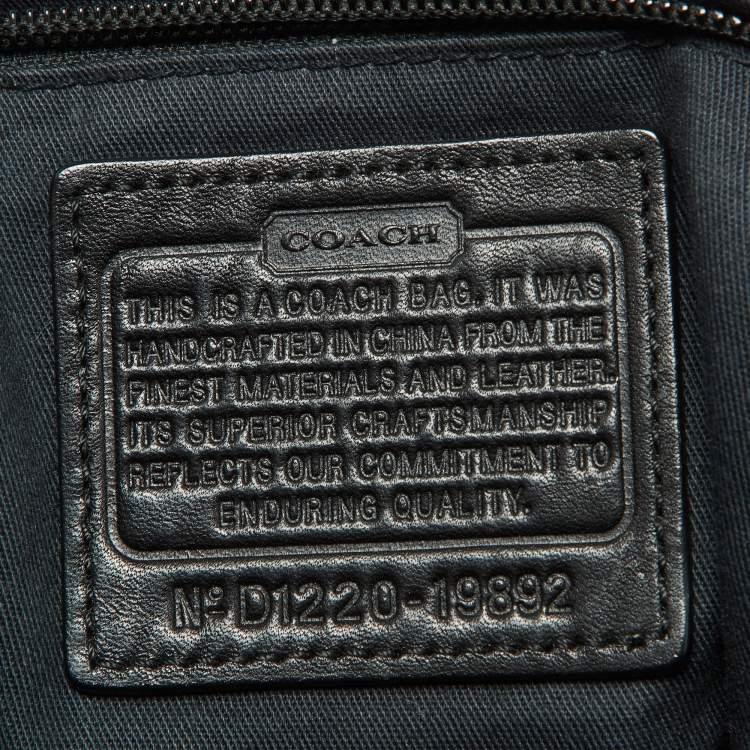 COACH
THIS IS A COACH BAG. IT WAS
HANDCRAFTED IN CHINA FROM THE
FINEST MATERIALS AND LEATHER.
ITS SUPERIOR CRAFTSMANSHIP
REFLECTS OUR COMMITMENT TO
ENDURING QUALITY.
Nº D1220-19892